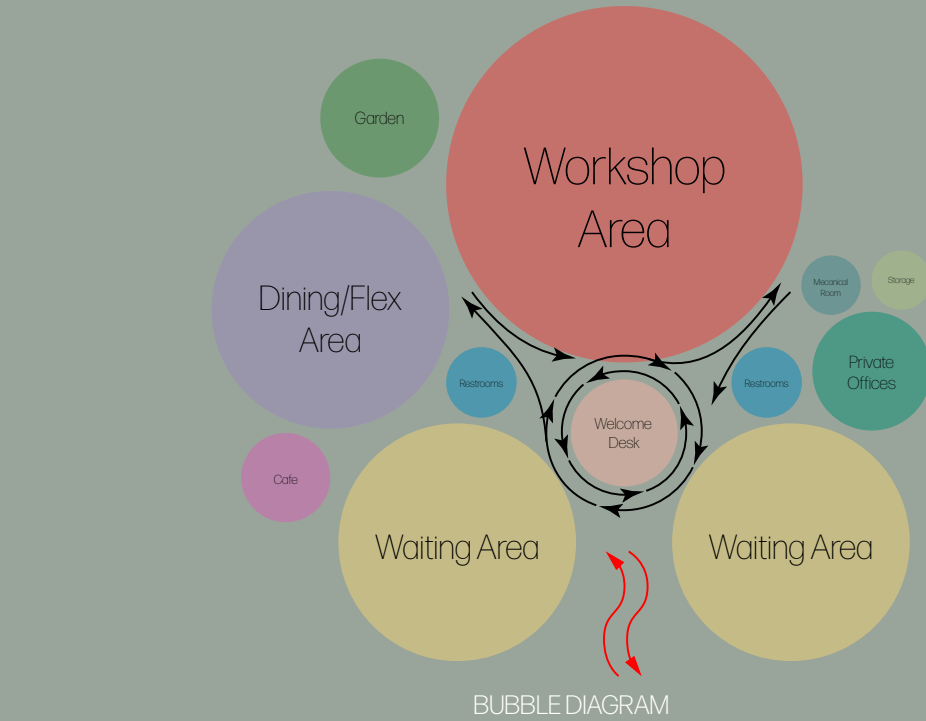 Workshop
Area
Garden
Dining/Flex
Area
Mecanical
Room
Storage
Private
Offices
Restrooms
Restrooms
Welcome
Desk
Cafe
Waiting Area
Waiting Area
BUBBLE DIAGRAM